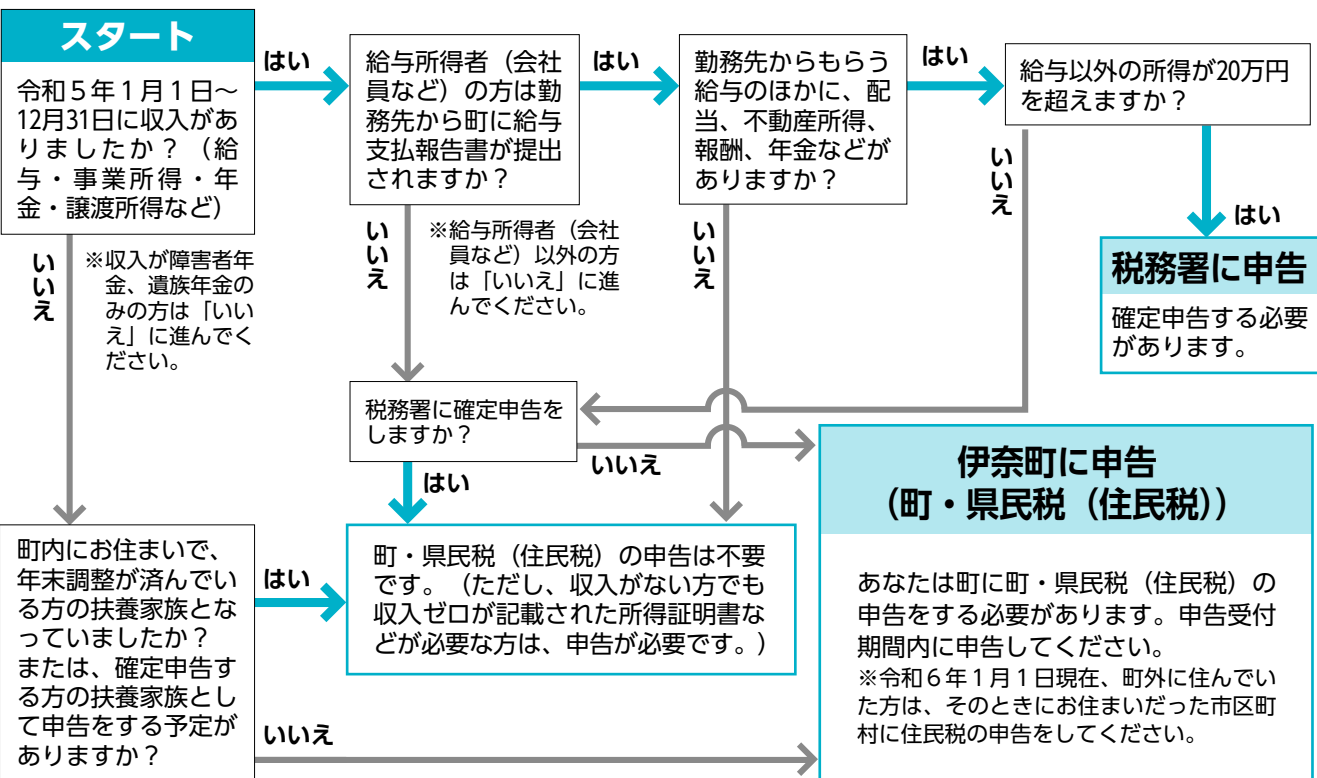 スタート
令和５年１月１日～
12月31日に収入があ
りましたか？（給
与・事業所得・年
金・譲渡所得など）
はい
給与所得者（会社
員など）の方は勤
務先から町に給与
支払報告書が提出
されますか？
はい
勤務先からもらう
給与のほかに、配
当、不動産所得、
報酬、年金などが
ありますか？
はい
給与以外の所得が20万円
を超えますか？
いいえ
※収入が障害者年
金、遺族年金の
みの方は「いい
え」に進んでく
ださい。
いいえ
※給与所得者（会社
員など）以外の方
は「いいえ」に進
んでください。
いいえ
いいえ
はい
税務署に申告
確定申告する必要
があります。
税務署に確定申告を
しますか？
はい
いいえ
町内にお住まいで、
年末調整が済んでい
る方の扶養家族とな
っていましたか？
または、確定申告す
る方の扶養家族とし
て申告をする予定が
ありますか？
はい
いいえ
町・県民税（住民税）の申告は不要
です。（ただし、収入がない方でも
収入ゼロが記載された所得証明書な
どが必要な方は、申告が必要です。）
伊奈町に申告
（町・県民税（住民税））
あなたは町に町・県民税（住民税）の
申告をする必要があります。申告受付
期間内に申告してください。
※令和６年１月１日現在、町外に住んでい
た方は、そのときにお住まいだった市区町
村に住民税の申告をしてください。